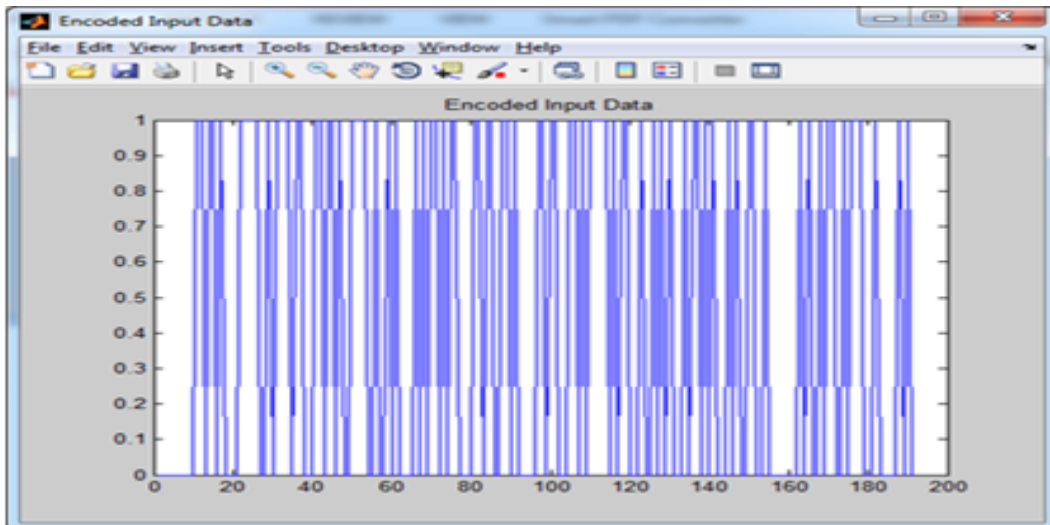 Encoded Input Data
File Edit View Insert Tools Desktop Window Help
Encoded Input Data
1
0.9
0.8
0.7
0.6
0.5
0.4
0.3
0.2
0.1
0
0 20 40 60 80 100 120 140 160 180 200